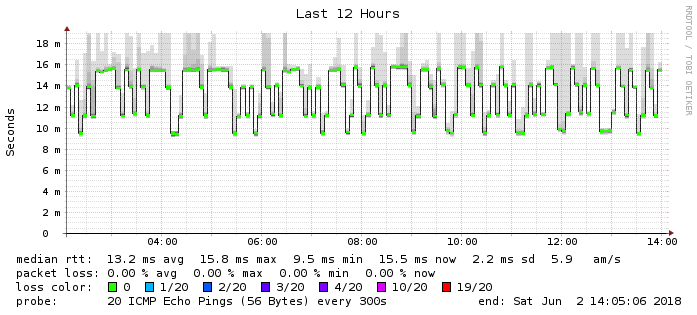 Last 12 Hours
RRDTOOL / TOBI OETIKER
Seconds
18 m
16 m
14 m
12 m
10 m
8 m
6 m
4 m
2 m
0
04:00 06:00 08:00 10:00 12:00 14:00
median rtt: 13.2 ms avg 15.8 ms max 9.5 ms min 15.5 ms now 2.2 ms sd 5.9 am/s
packet loss: 0.00 % avg 0.00 % max 0.00 % min 0.00 % now
loss color: 0 1/20 2/20 3/20 4/20 10/20 19/20
probe: 20 ICMP Echo Pings (56 Bytes) every 300s end: Sat Jun 2 14:05:06 2018